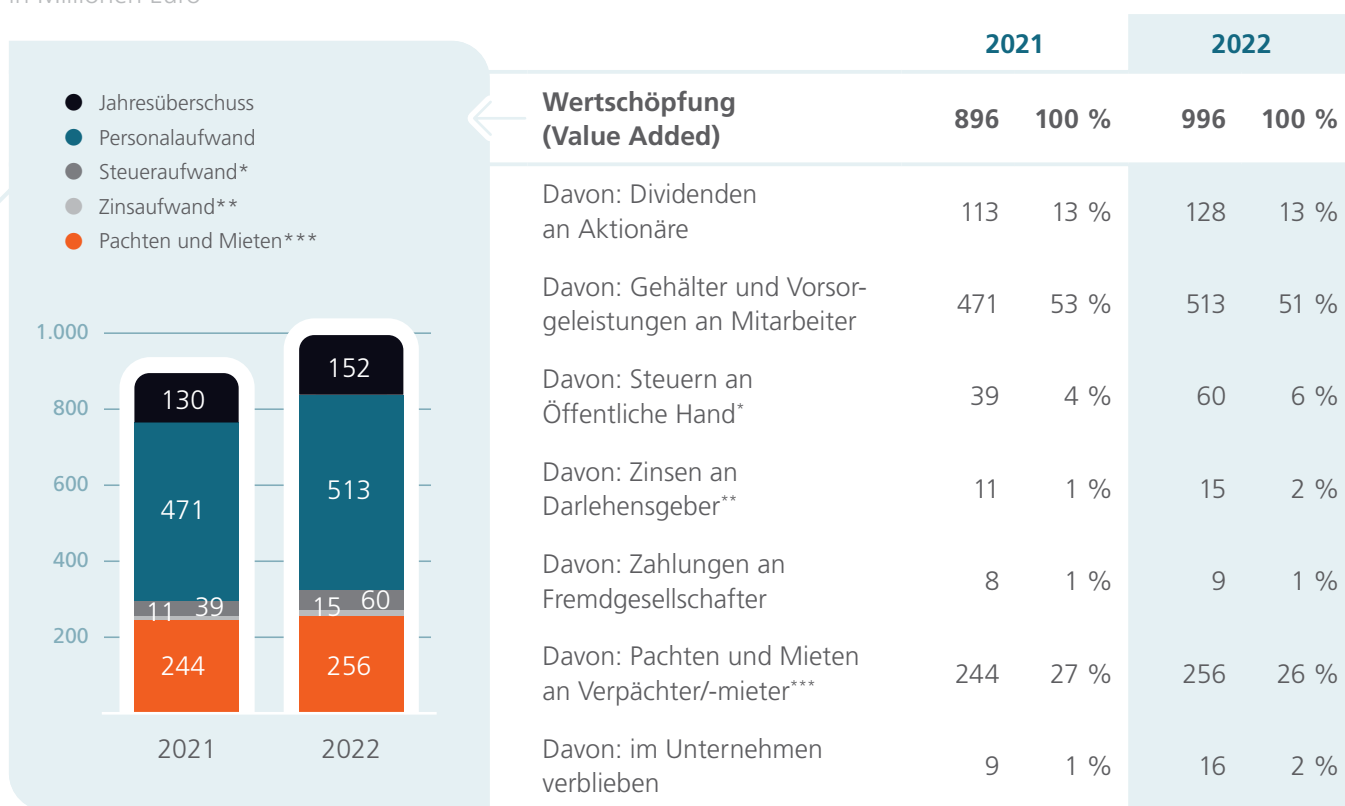 in Millionen Euro
Jahresüberschuss
Personalaufwand
Steueraufwand*
Zinsaufwand**
Pachten und Mieten***
1.000
800
600
400
200
130
471
11 39
244
2021
152
513
15 60
256
2022
2021 2022
Wertschöpfung
(Value Added) 896 100 % 996 100 %
Davon: Dividenden
an Aktionäre 113 13 % 128 13 %
Davon: Gehälter und Vorsor-
geleistungen an Mitarbeiter 471 53 % 513 51 %
Davon: Steuern an
Öffentliche Hand* 39 4 % 60 6 %
Davon: Zinsen an
Darlehensgeber** 11 1 % 15 2 %
Davon: Zahlungen an
Fremdgesellschafter 8 1 % 9 1 %
Davon: Pachten und Mieten
an Verpächter/-mieter*** 244 27 % 256 26 %
Davon: im Unternehmen
verblieben 9 1 % 16 2 %